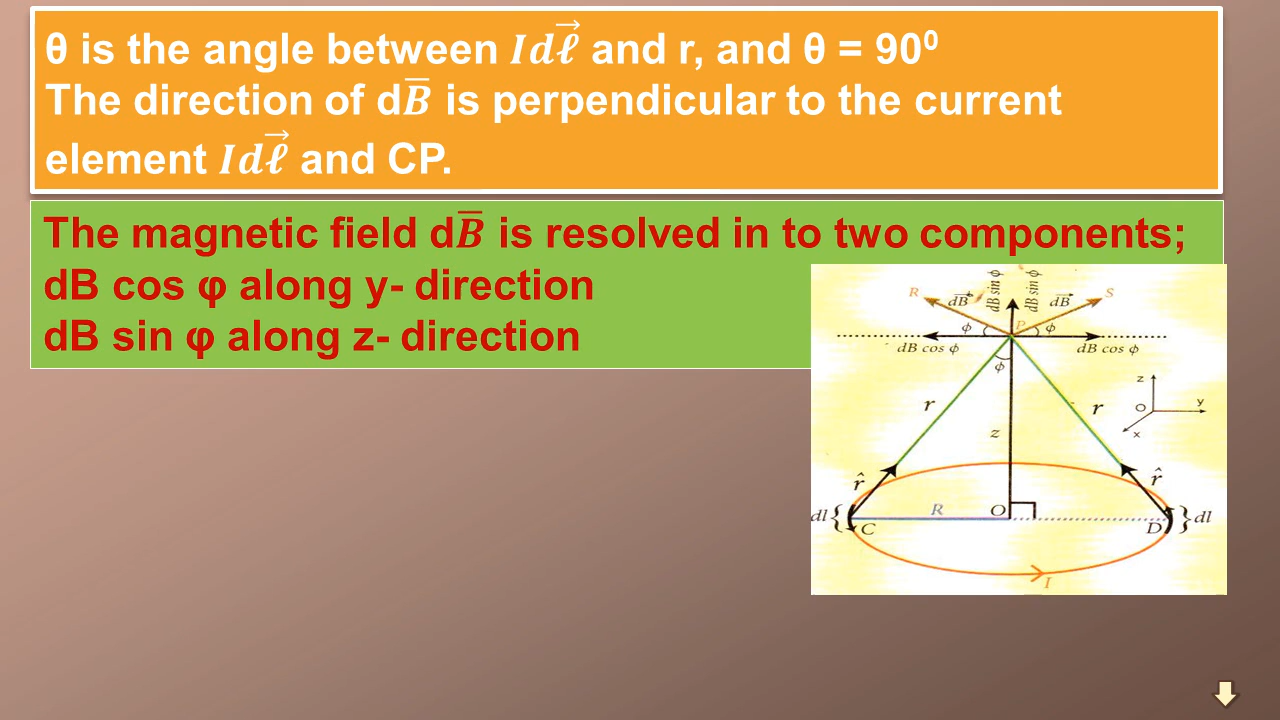 θ is the angle between 𝑰𝒅ℓ⃗ and r, and θ = 90⁰
The direction of dB̅ is perpendicular to the current
element 𝑰𝒅ℓ⃗ and CP.
The magnetic field dB̅ is resolved in to two components;
dB cos φ along y- direction
dB sin φ along z- direction
R dB⃗ dB sin ϕ dB sin ϕ dB⃗ S
ϕ P ϕ
dB cos ϕ dB cos ϕ
ϕ
r r
z
z
O y
x
r̂ r̂
dl{ R O }dl
C D
I